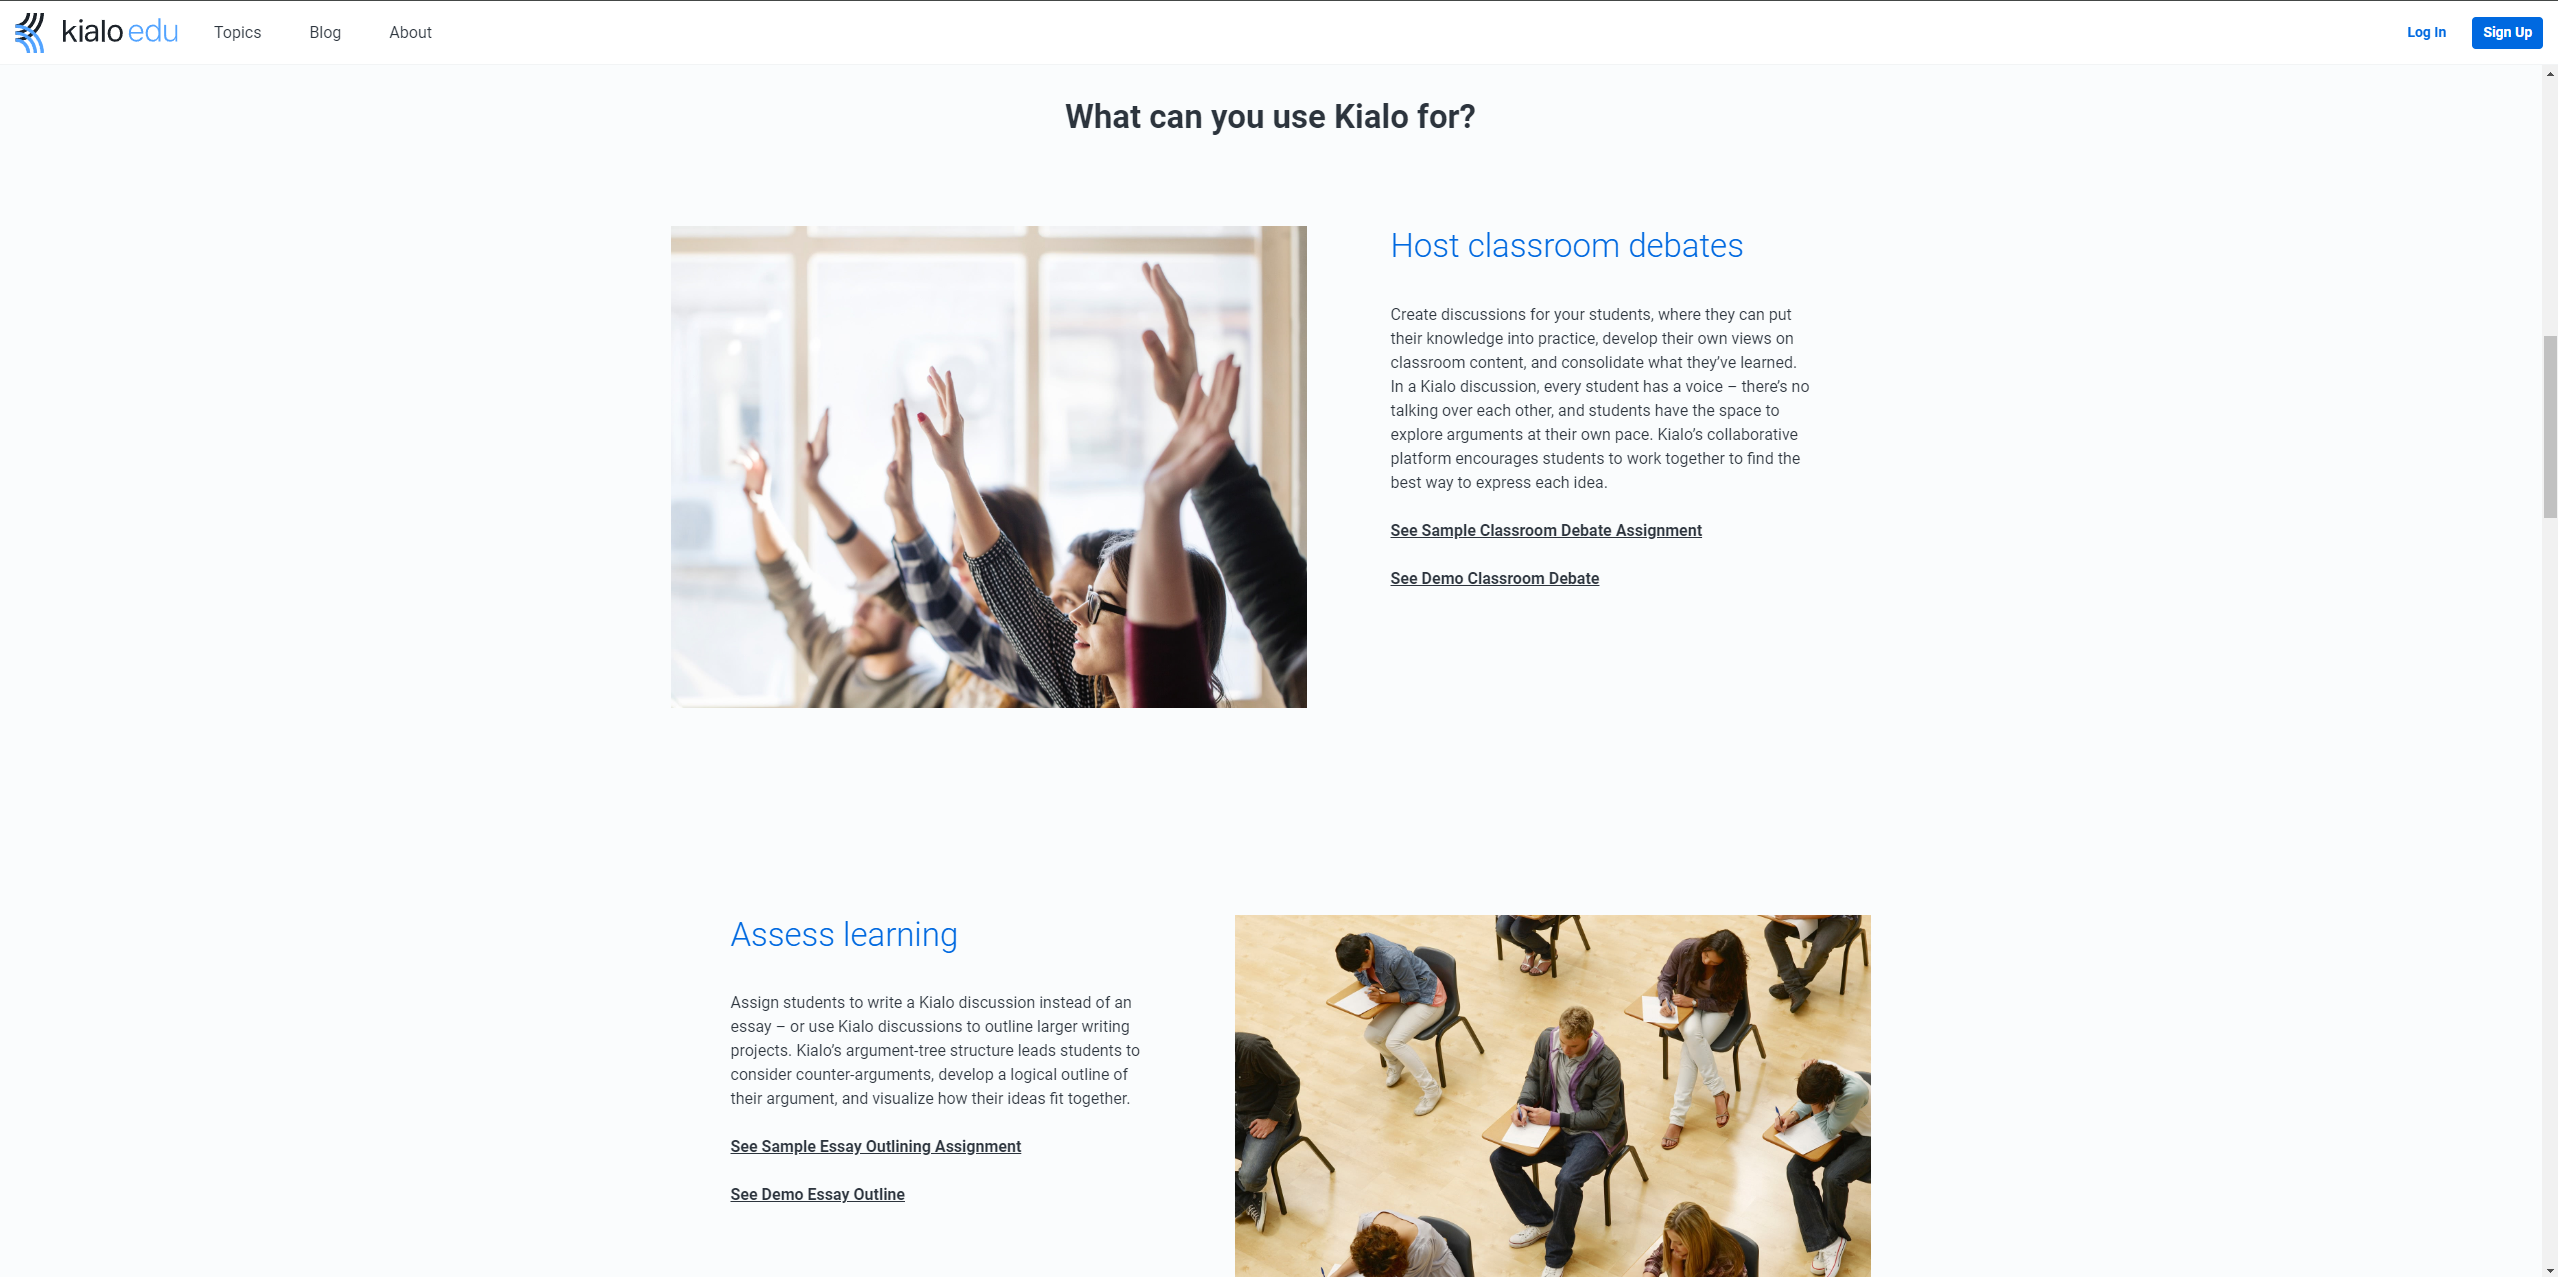 kialo edu
Topics
Blog
About
Log In
Sign Up
What can you use Kialo for?
Host classroom debates
Create discussions for your students, where they can put
their knowledge into practice, develop their own views on
classroom content, and consolidate what they’ve learned.
In a Kialo discussion, every student has a voice – there’s no
talking over each other, and students have the space to
explore arguments at their own pace. Kialo’s collaborative
platform encourages students to work together to find the
best way to express each idea.
See Sample Classroom Debate Assignment
See Demo Classroom Debate
Assess learning
Assign students to write a Kialo discussion instead of an
essay – or use Kialo discussions to outline larger writing
projects. Kialo’s argument-tree structure leads students to
consider counter-arguments, develop a logical outline of
their argument, and visualize how their ideas fit together.
See Sample Essay Outlining Assignment
See Demo Essay Outline